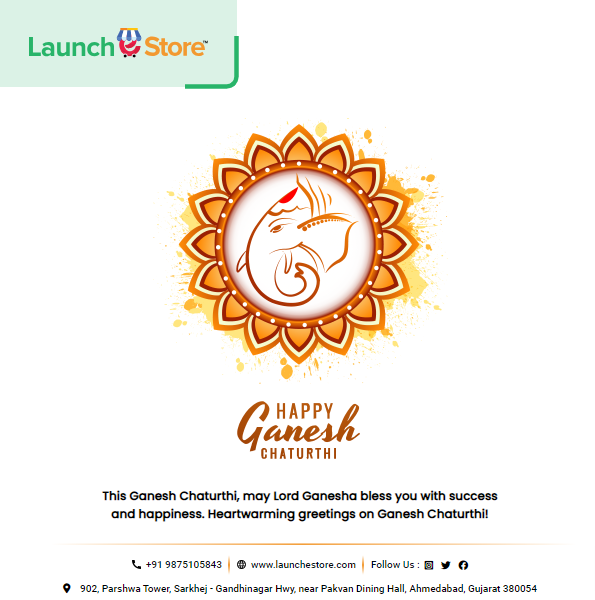 Launch e Store™
HAPPY
Ganesh
CHATURTHI
This Ganesh Chaturthi, may Lord Ganesha bless you with success
and happiness. Heartwarming greetings on Ganesh Chaturthi!
+91 9875105843 www.launchestore.com Follow Us :
902, Parshwa Tower, Sarkhej - Gandhinagar Hwy, near Pakvan Dining Hall, Ahmedabad, Gujarat 380054